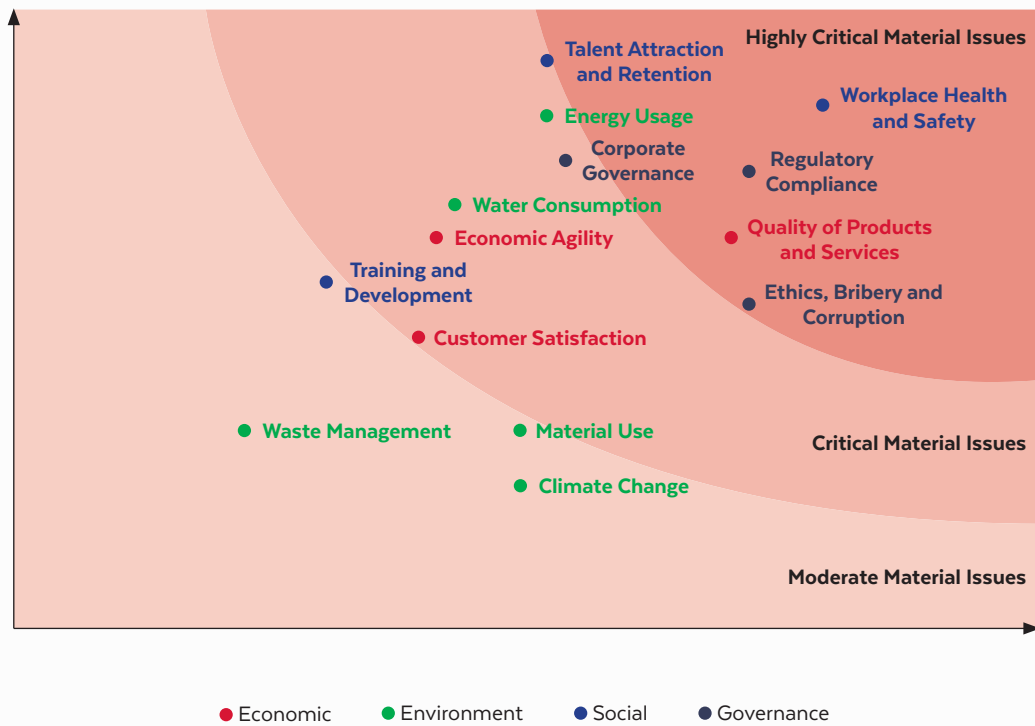 Highly Critical Material Issues
Talent Attraction
and Retention
Workplace Health
and Safety
Energy Usage
Corporate
Governance
Regulatory
Compliance
Water Consumption
Economic Agility
Quality of Products
and Services
Training and
Development
Ethics, Bribery and
Corruption
Customer Satisfaction
Waste Management
Material Use
Critical Material Issues
Climate Change
Moderate Material Issues
Economic
Environment
Social
Governance